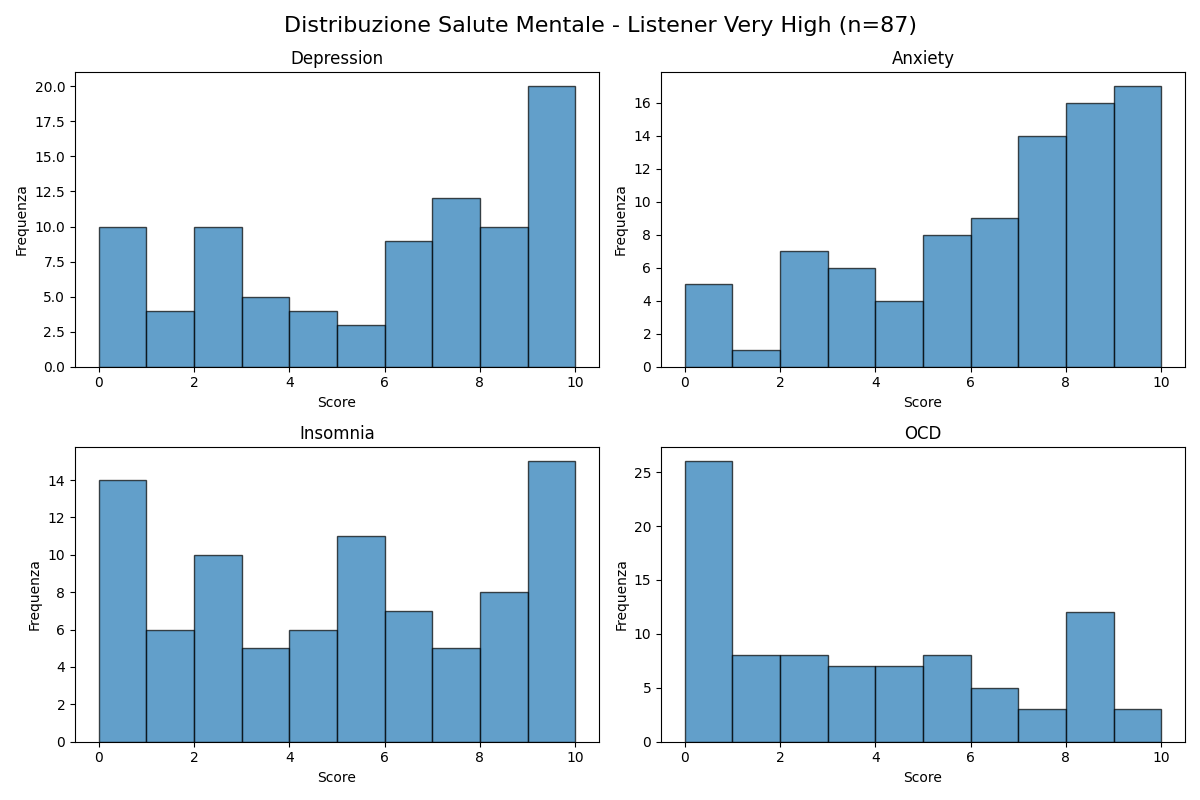 Distribuzione Salute Mentale - Listener Very High (n=87)
Depression
20.0
17.5
15.0
12.5
10.0
7.5
5.0
2.5
0.0
Frequenza
0 2 4 6 8 10
Score
Anxiety
16
14
12
10
8
6
4
2
0
Frequenza
0 2 4 6 8 10
Score
Insomnia
14
12
10
8
6
4
2
0
Frequenza
0 2 4 6 8 10
Score
OCD
25
20
15
10
5
0
Frequenza
0 2 4 6 8 10
Score